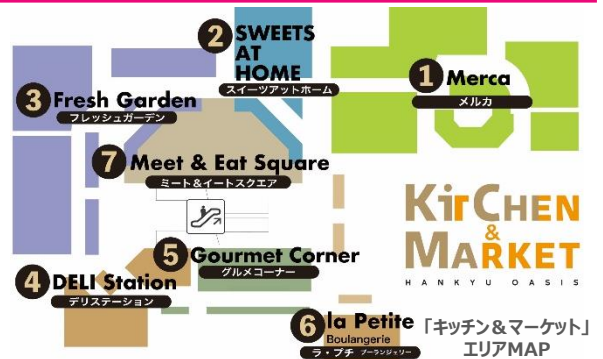 2 SWEETS
AT
HOME
スイーツアットホーム
1 Merca
メルカ
3 Fresh Garden
フレッシュガーデン
7 Meet & Eat Square
ミート&イートスクエア
KITCHEN
&
MARKET
HANKYU OASIS
5 Gourmet Corner
グルメコーナー
4 DELI Station
デリステーション
6 la Petite
Boulangerie
ラ・プチ ブーランジェリー
「キッチン&マーケット」
エリアMAP